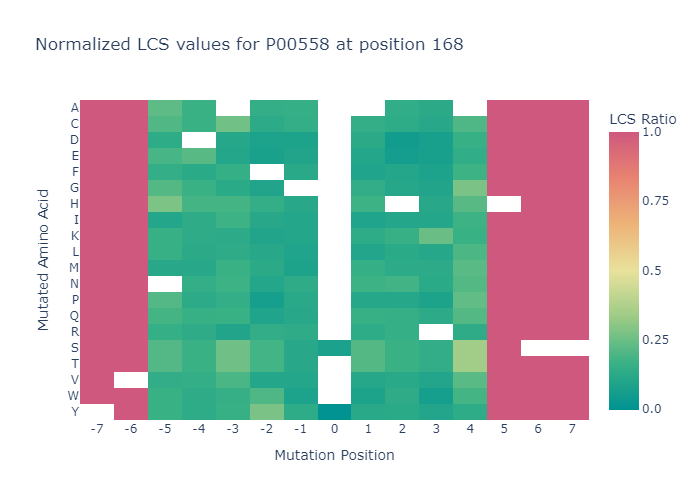 Normalized LCS values for P00558 at position 168
LCS Ratio
Mutated Amino Acid
A
C
D
E
F
G
H
I
K
L
M
N
P
Q
R
S
T
V
W
Y
1.0
0.75
0.5
0.25
0.0
-7 -6 -5 -4 -3 -2 -1 0 1 2 3 4 5 6 7
Mutation Position